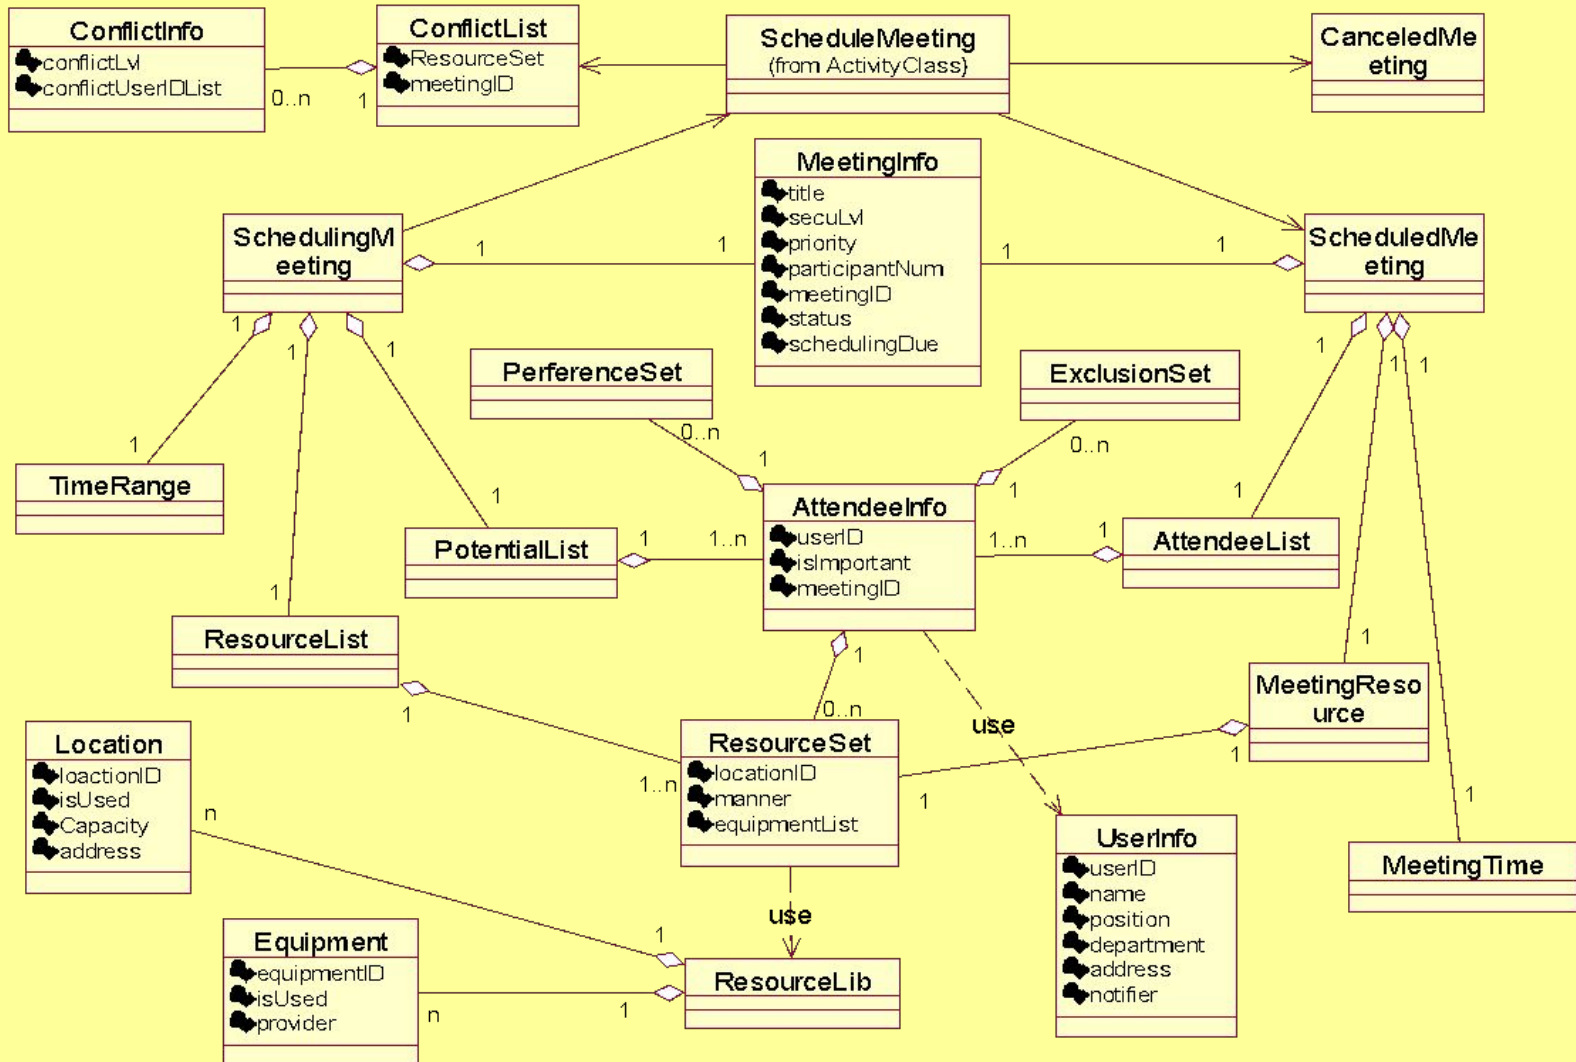 ConflictInfo
conflictLvl
conflictUserIDList
0..n
1
ConflictList
ResourceSet
meetingID
ScheduleMeeting
(from ActivityClass)
CanceledMe
eting
MeetingInfo
title
secuLvl
priority
participantNum
meetingID
status
schedulingDue
SchedulingM
eeting
1
1
1
1
ScheduledMe
eting
1
1
1
1
1
1
PerferenceSet
0..n
1
ExclusionSet
0..n
1
1
TimeRange
1
PotentialList
1
1..n
AttendeeInfo
userID
isImportant
meetingID
1..n
1
1
AttendeeList
1
ResourceList
1
1
0..n
use
1
MeetingReso
urce
1
1
1..n
ResourceSet
locationID
manner
equipmentList
Location
loactionID
isUsed
Capacity
address
n
UserInfo
userID
name
position
department
address
notifier
1
MeetingTime
use
Equipment
equipmentID
isUsed
provider
n
1
1
ResourceLib